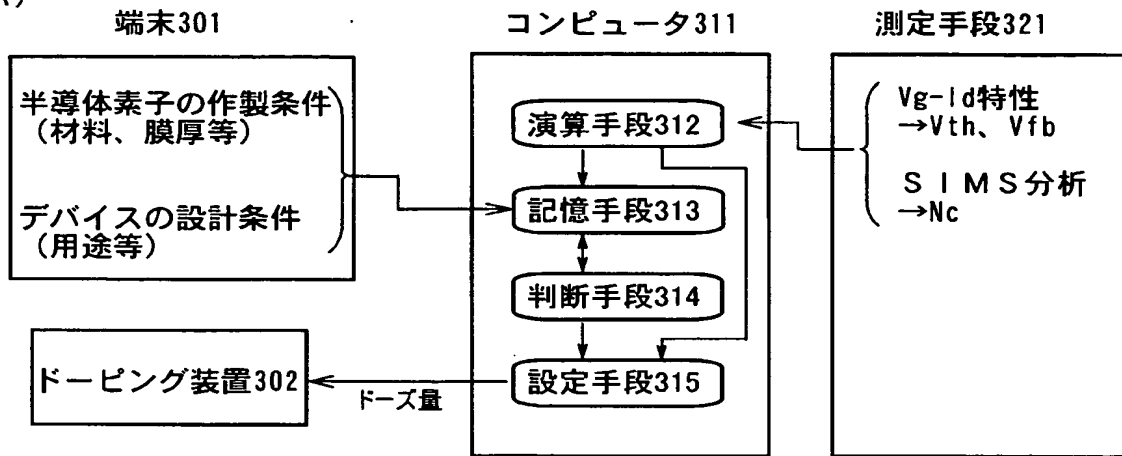 端末301
半導体素子の作製条件
(材料、膜厚等)
デバイスの設計条件
(用途等)
ドーピング装置302
ドーズ量
コンピュータ311
演算手段312
記憶手段313
判断手段314
設定手段315
測定手段321
Vg-Id特性
→Vth、Vfb
SIMS分析
→Nc